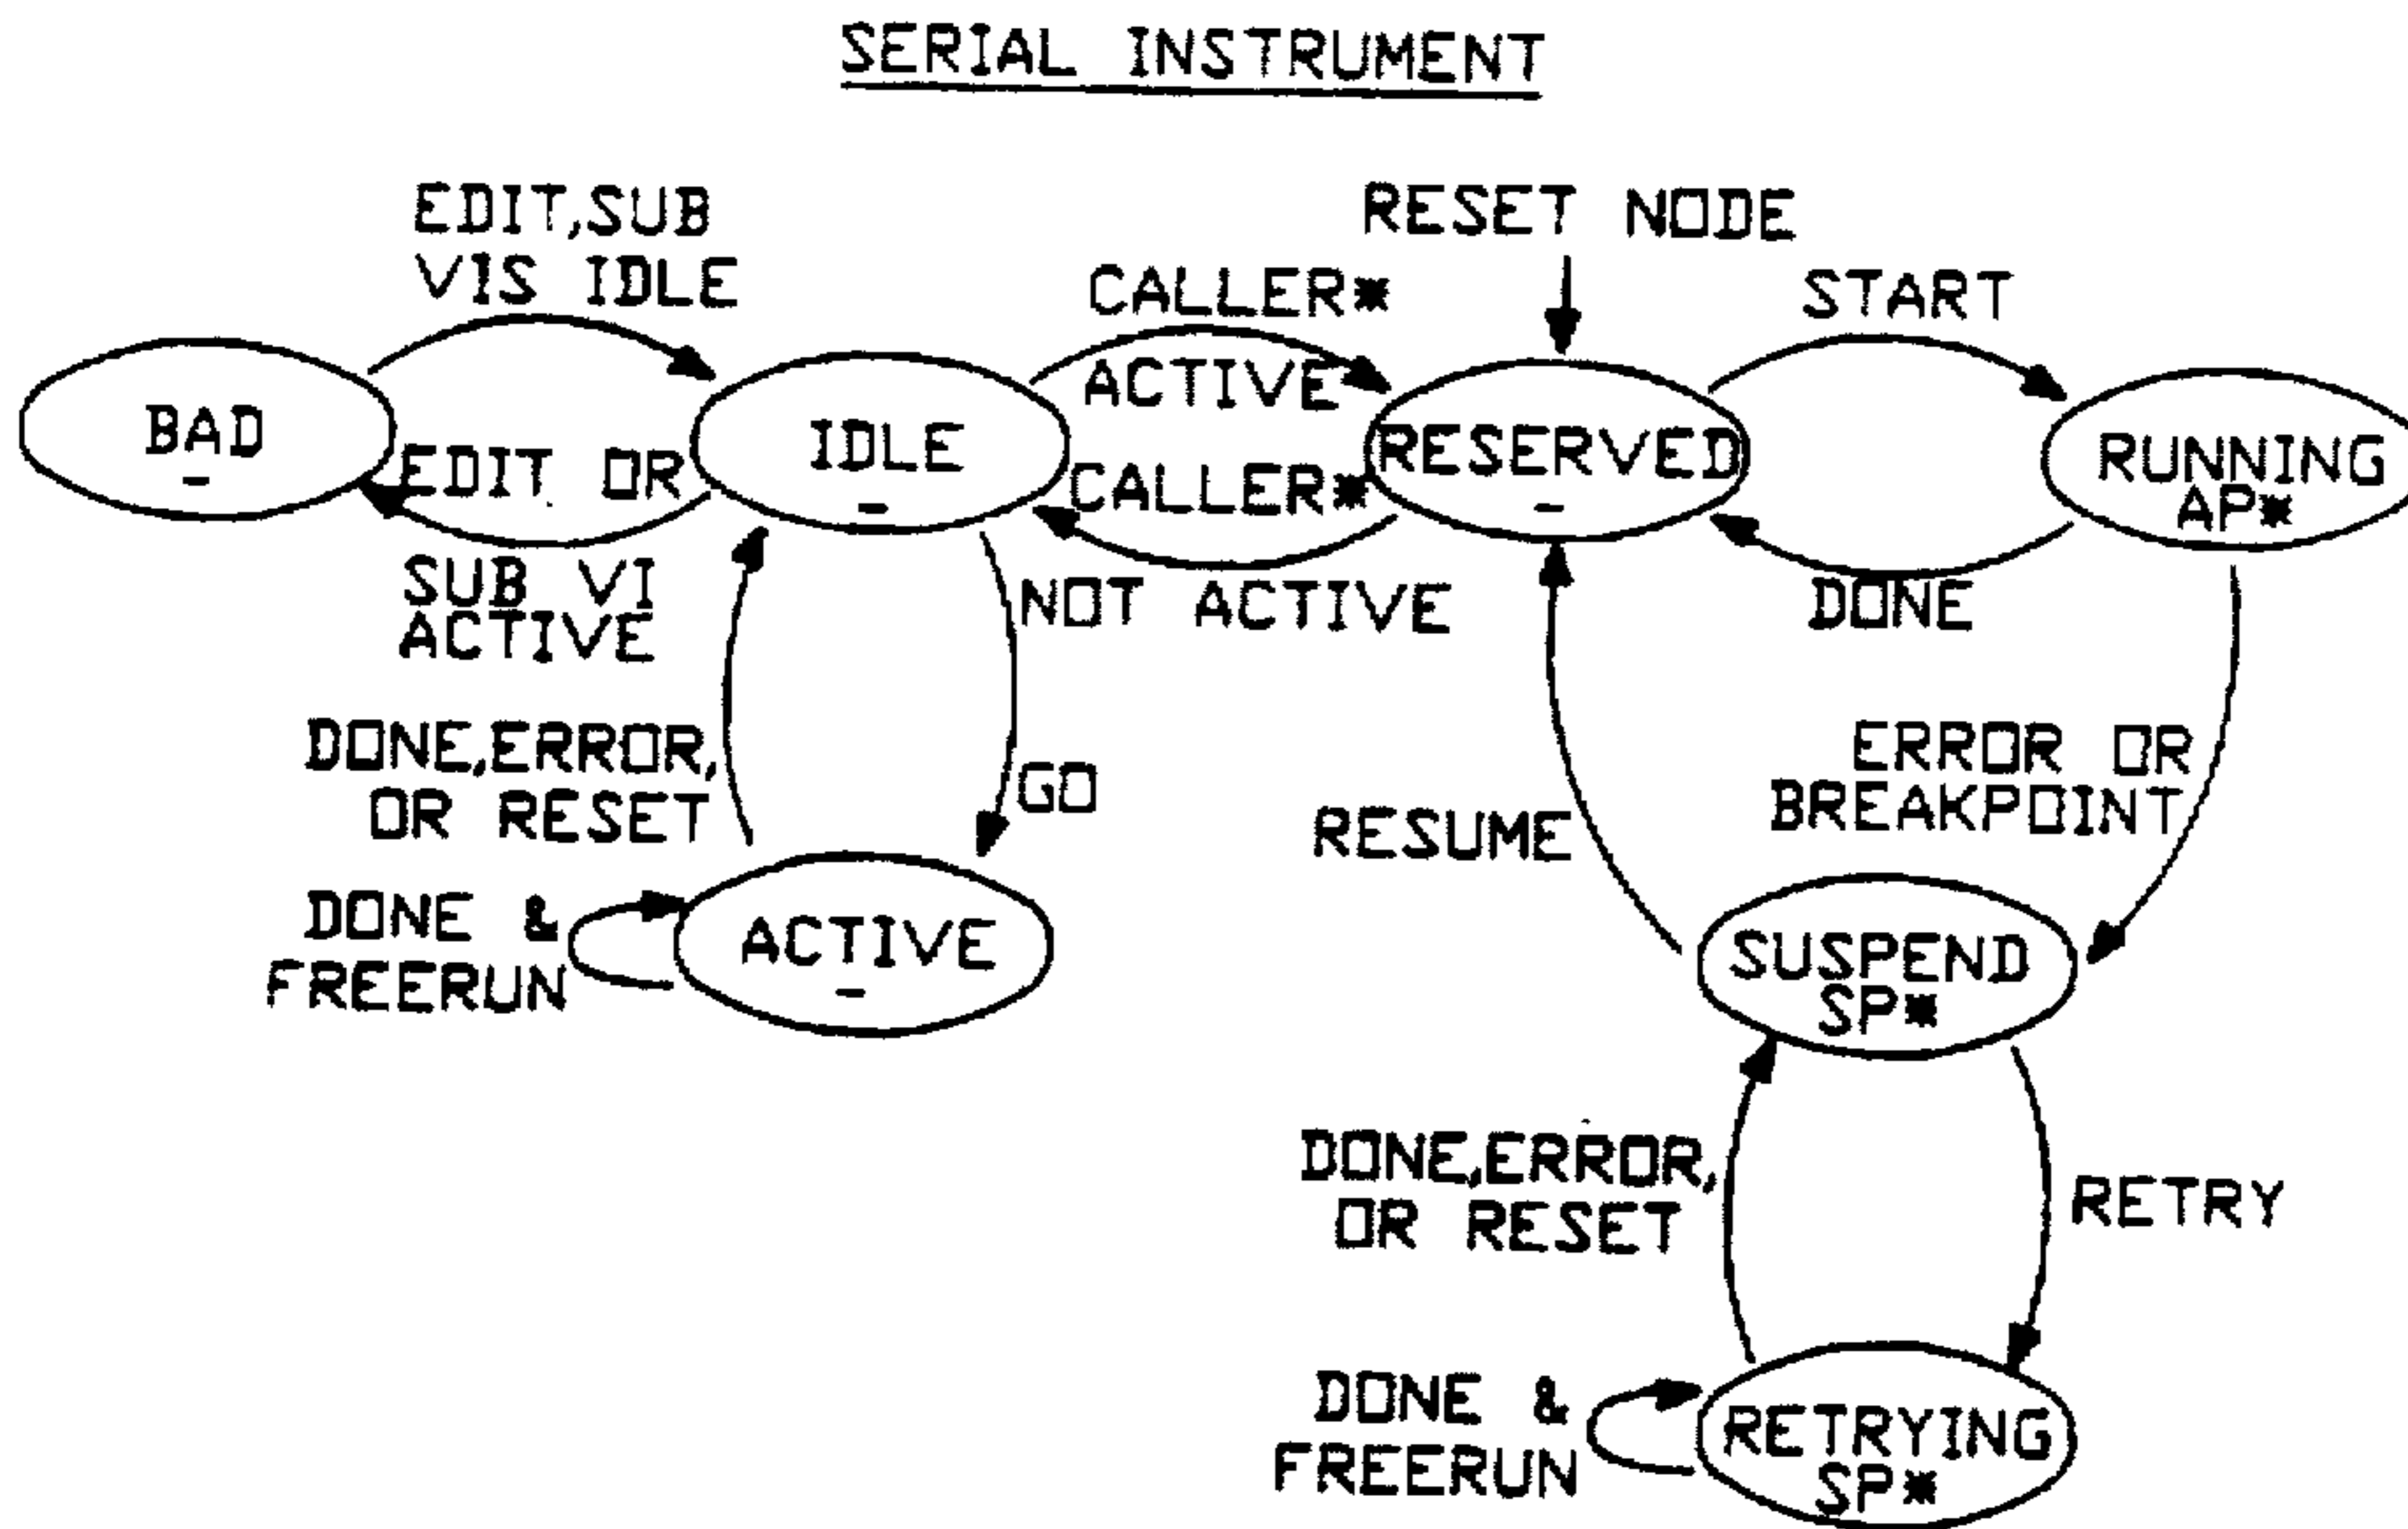 SERIAL INSTRUMENT
EDIT,SUB
VIS IDLE
RESET NODE
CALLER*
ACTIVE
START
BAD
-
EDIT OR
SUB VI
ACTIVE
IDLE
-
CALLER*
NOT ACTIVE
RESERVED
-
RUNNING
AP*
DONE
DONE,ERROR,
OR RESET
GO
RESUME
ERROR OR
BREAKPOINT
DONE &
FREERUN
ACTIVE
-
SUSPEND
SP*
DONE,ERROR,
OR RESET
RETRY
DONE &
FREERUN
RETRYING
SP*